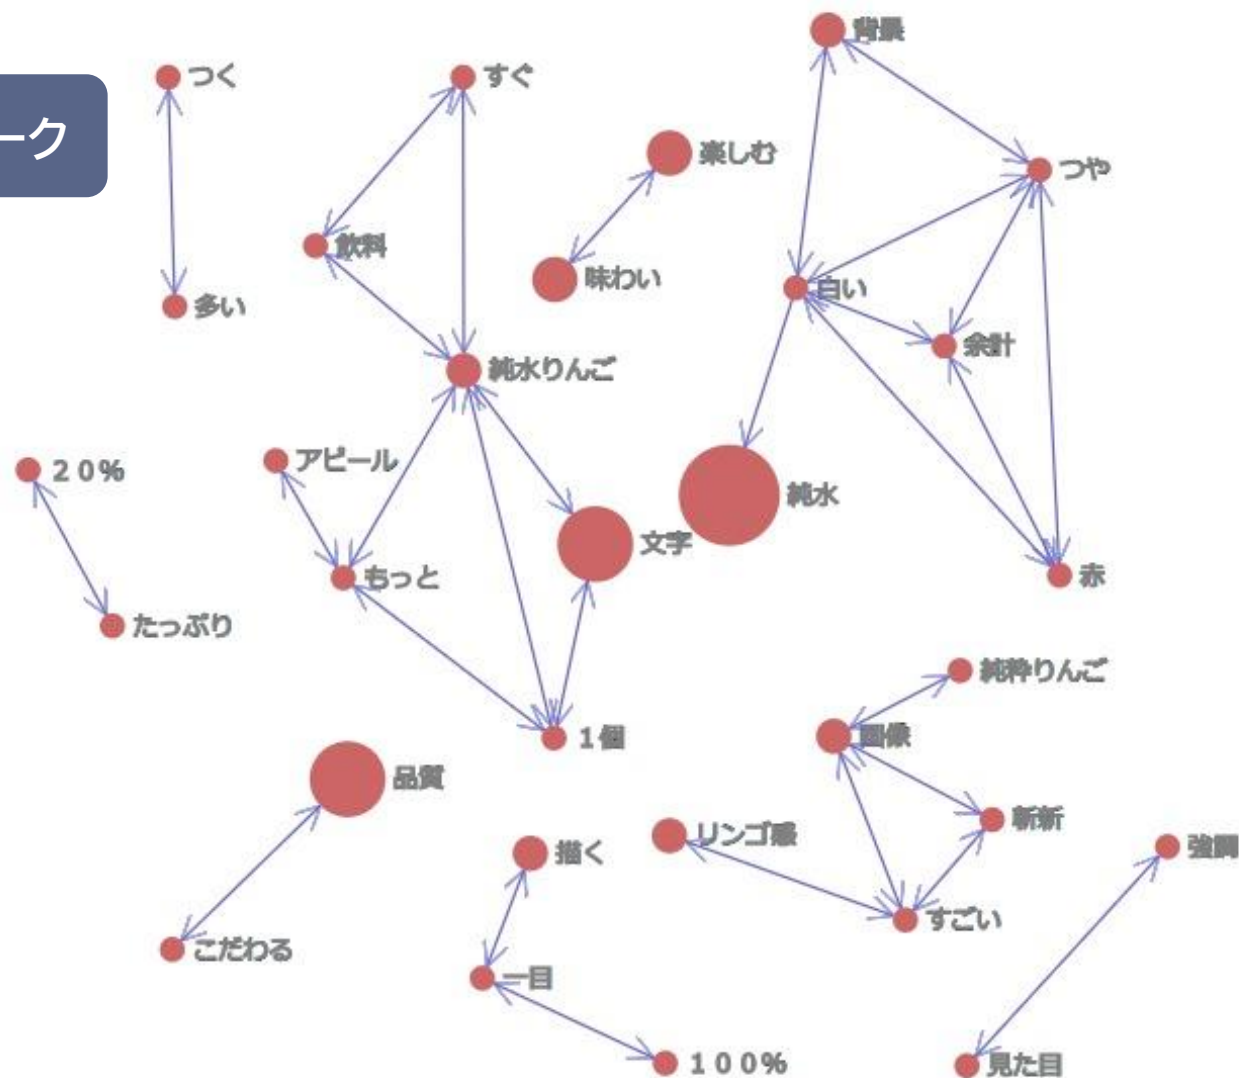 ーク
つく
すぐ
背景
楽しむ
つや
飲料
味わい
多い
白い
余計
純水りんご
アピール
20%
純水
文字
もっと
赤
たっぷり
純粋りんご
1個
画像
品質
斬新
リンゴ感
強調
描く
すごい
こだわる
一目
100%
見た目